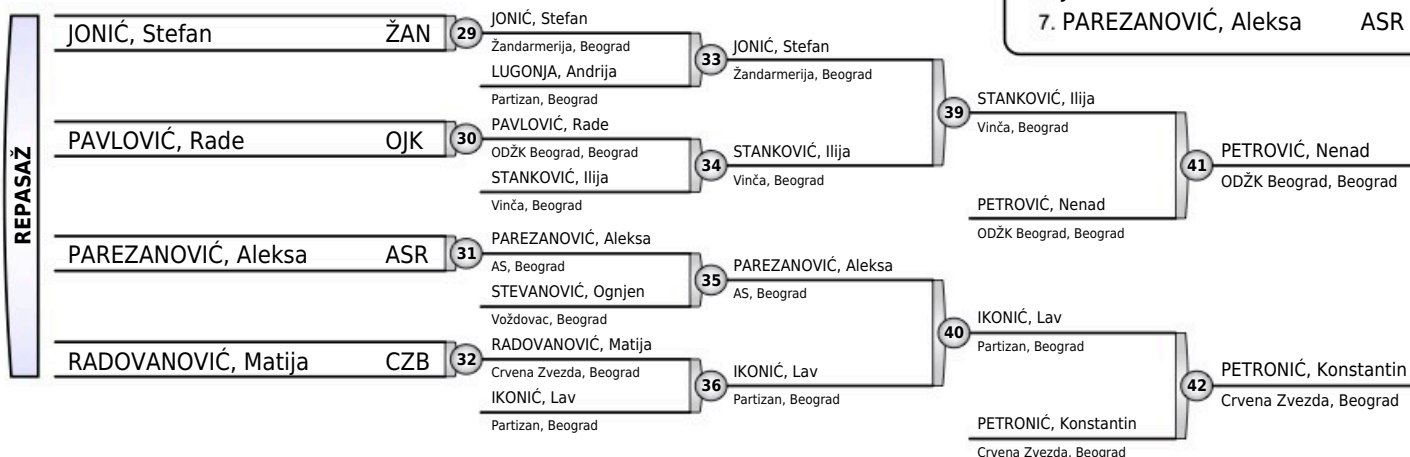 7. PAREZANOVIĆ, Aleksa ASR
REPASAŽ
JONIĆ, Stefan ŽAN
29
JONIĆ, Stefan
Žandarmerija, Beograd
LUGONJA, Andrija
Partizan, Beograd
33
JONIĆ, Stefan
Žandarmerija, Beograd
PAVLOVIĆ, Rade OJK
30
PAVLOVIĆ, Rade
ODŽK Beograd, Beograd
STANKOVIĆ, Ilija
Vinča, Beograd
34
STANKOVIĆ, Ilija
Vinča, Beograd
39
STANKOVIĆ, Ilija
Vinča, Beograd
PETROVIĆ, Nenad
ODŽK Beograd, Beograd
41
PETROVIĆ, Nenad
ODŽK Beograd, Beograd
PAREZANOVIĆ, Aleksa ASR
31
PAREZANOVIĆ, Aleksa
AS, Beograd
STEVANOVIĆ, Ognjen
Voždovac, Beograd
35
PAREZANOVIĆ, Aleksa
AS, Beograd
RADOVANOVIĆ, Matija CZB
32
RADOVANOVIĆ, Matija
Crvena Zvezda, Beograd
IKONIĆ, Lav
Partizan, Beograd
36
IKONIĆ, Lav
Partizan, Beograd
40
IKONIĆ, Lav
Partizan, Beograd
PETRONIĆ, Konstantin
Crvena Zvezda, Beograd
42
PETRONIĆ, Konstantin
Crvena Zvezda, Beograd